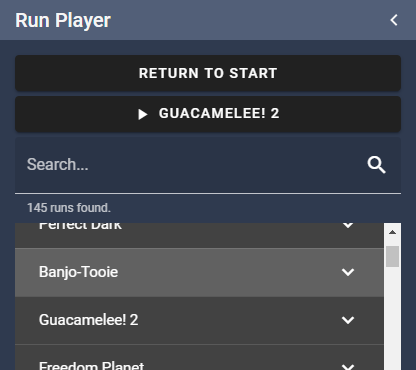 Run Player
RETURN TO START
GUACAMELEE! 2
Search...
145 runs found.
Perfect Dark
Banjo-Tooie
Guacamelee! 2
Freedom Planet